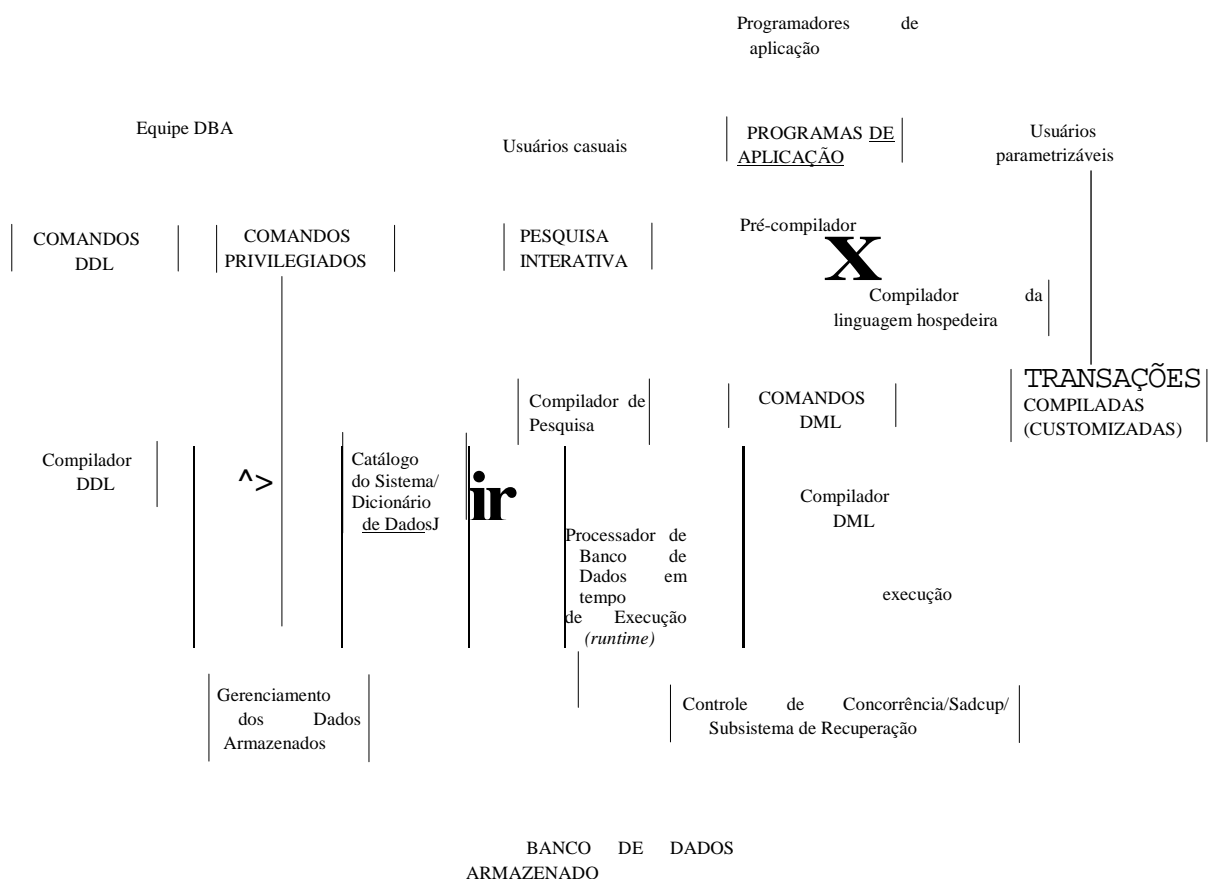 Programadores de
aplicação
Equipe DBA
Usuários casuais
PROGRAMAS DE
APLICAÇÃO
Usuários
parametrizáveis
COMANDOS
DDL
COMANDOS
PRIVILEGIADOS
PESQUISA
INTERATIVA
Pré-compilador
X
Compilador da
linguagem hospedeira
TRANSAÇÕES
COMPILADAS
(CUSTOMIZADAS)
Compilador de
Pesquisa
COMANDOS
DML
Compilador
DDL
^>
Catálogo
do Sistema/
Dicionário
de DadosJ
ir
Compilador
DML
Processador de
Banco de
Dados em
tempo
de Execução
(runtime)
execução
Gerenciamento
dos Dados
Armazenados
Controle de Concorrência/Sadcup/
Subsistema de Recuperação
BANCO DE DADOS
ARMAZENADO